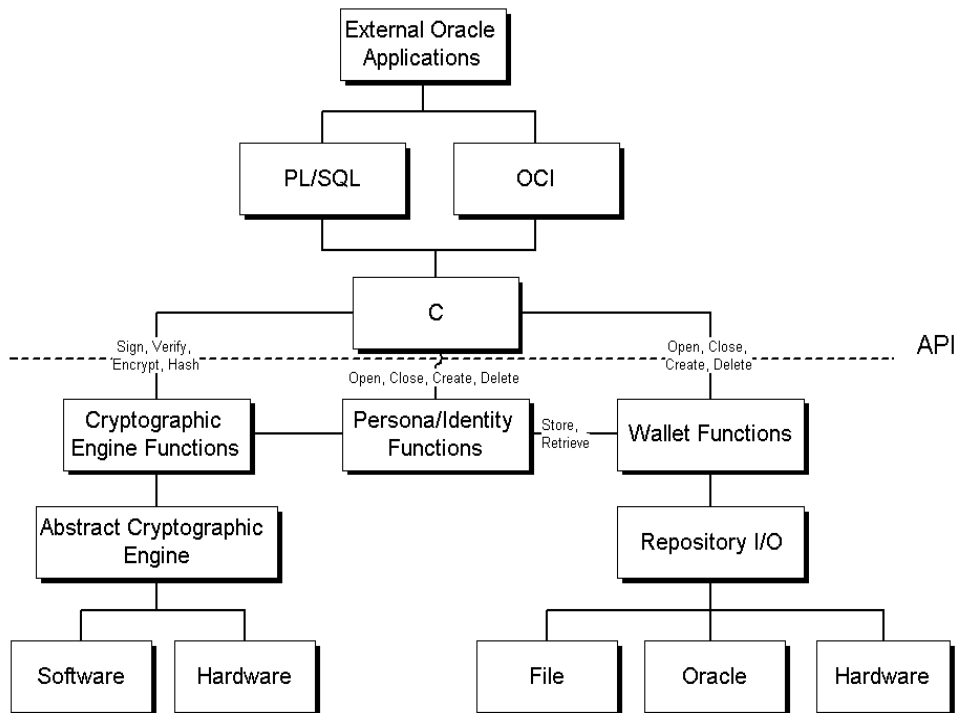 External Oracle
Applications
PL/SQL
OCI
C
API
Sign, Verify,
Encrypt, Hash
Open, Close, Create, Delete
Open, Close,
Create, Delete
Cryptographic
Engine Functions
Persona/Identity
Functions
Store,
Retrieve
Wallet Functions
Abstract Cryptographic
Engine
Repository I/O
Software
Hardware
File
Oracle
Hardware